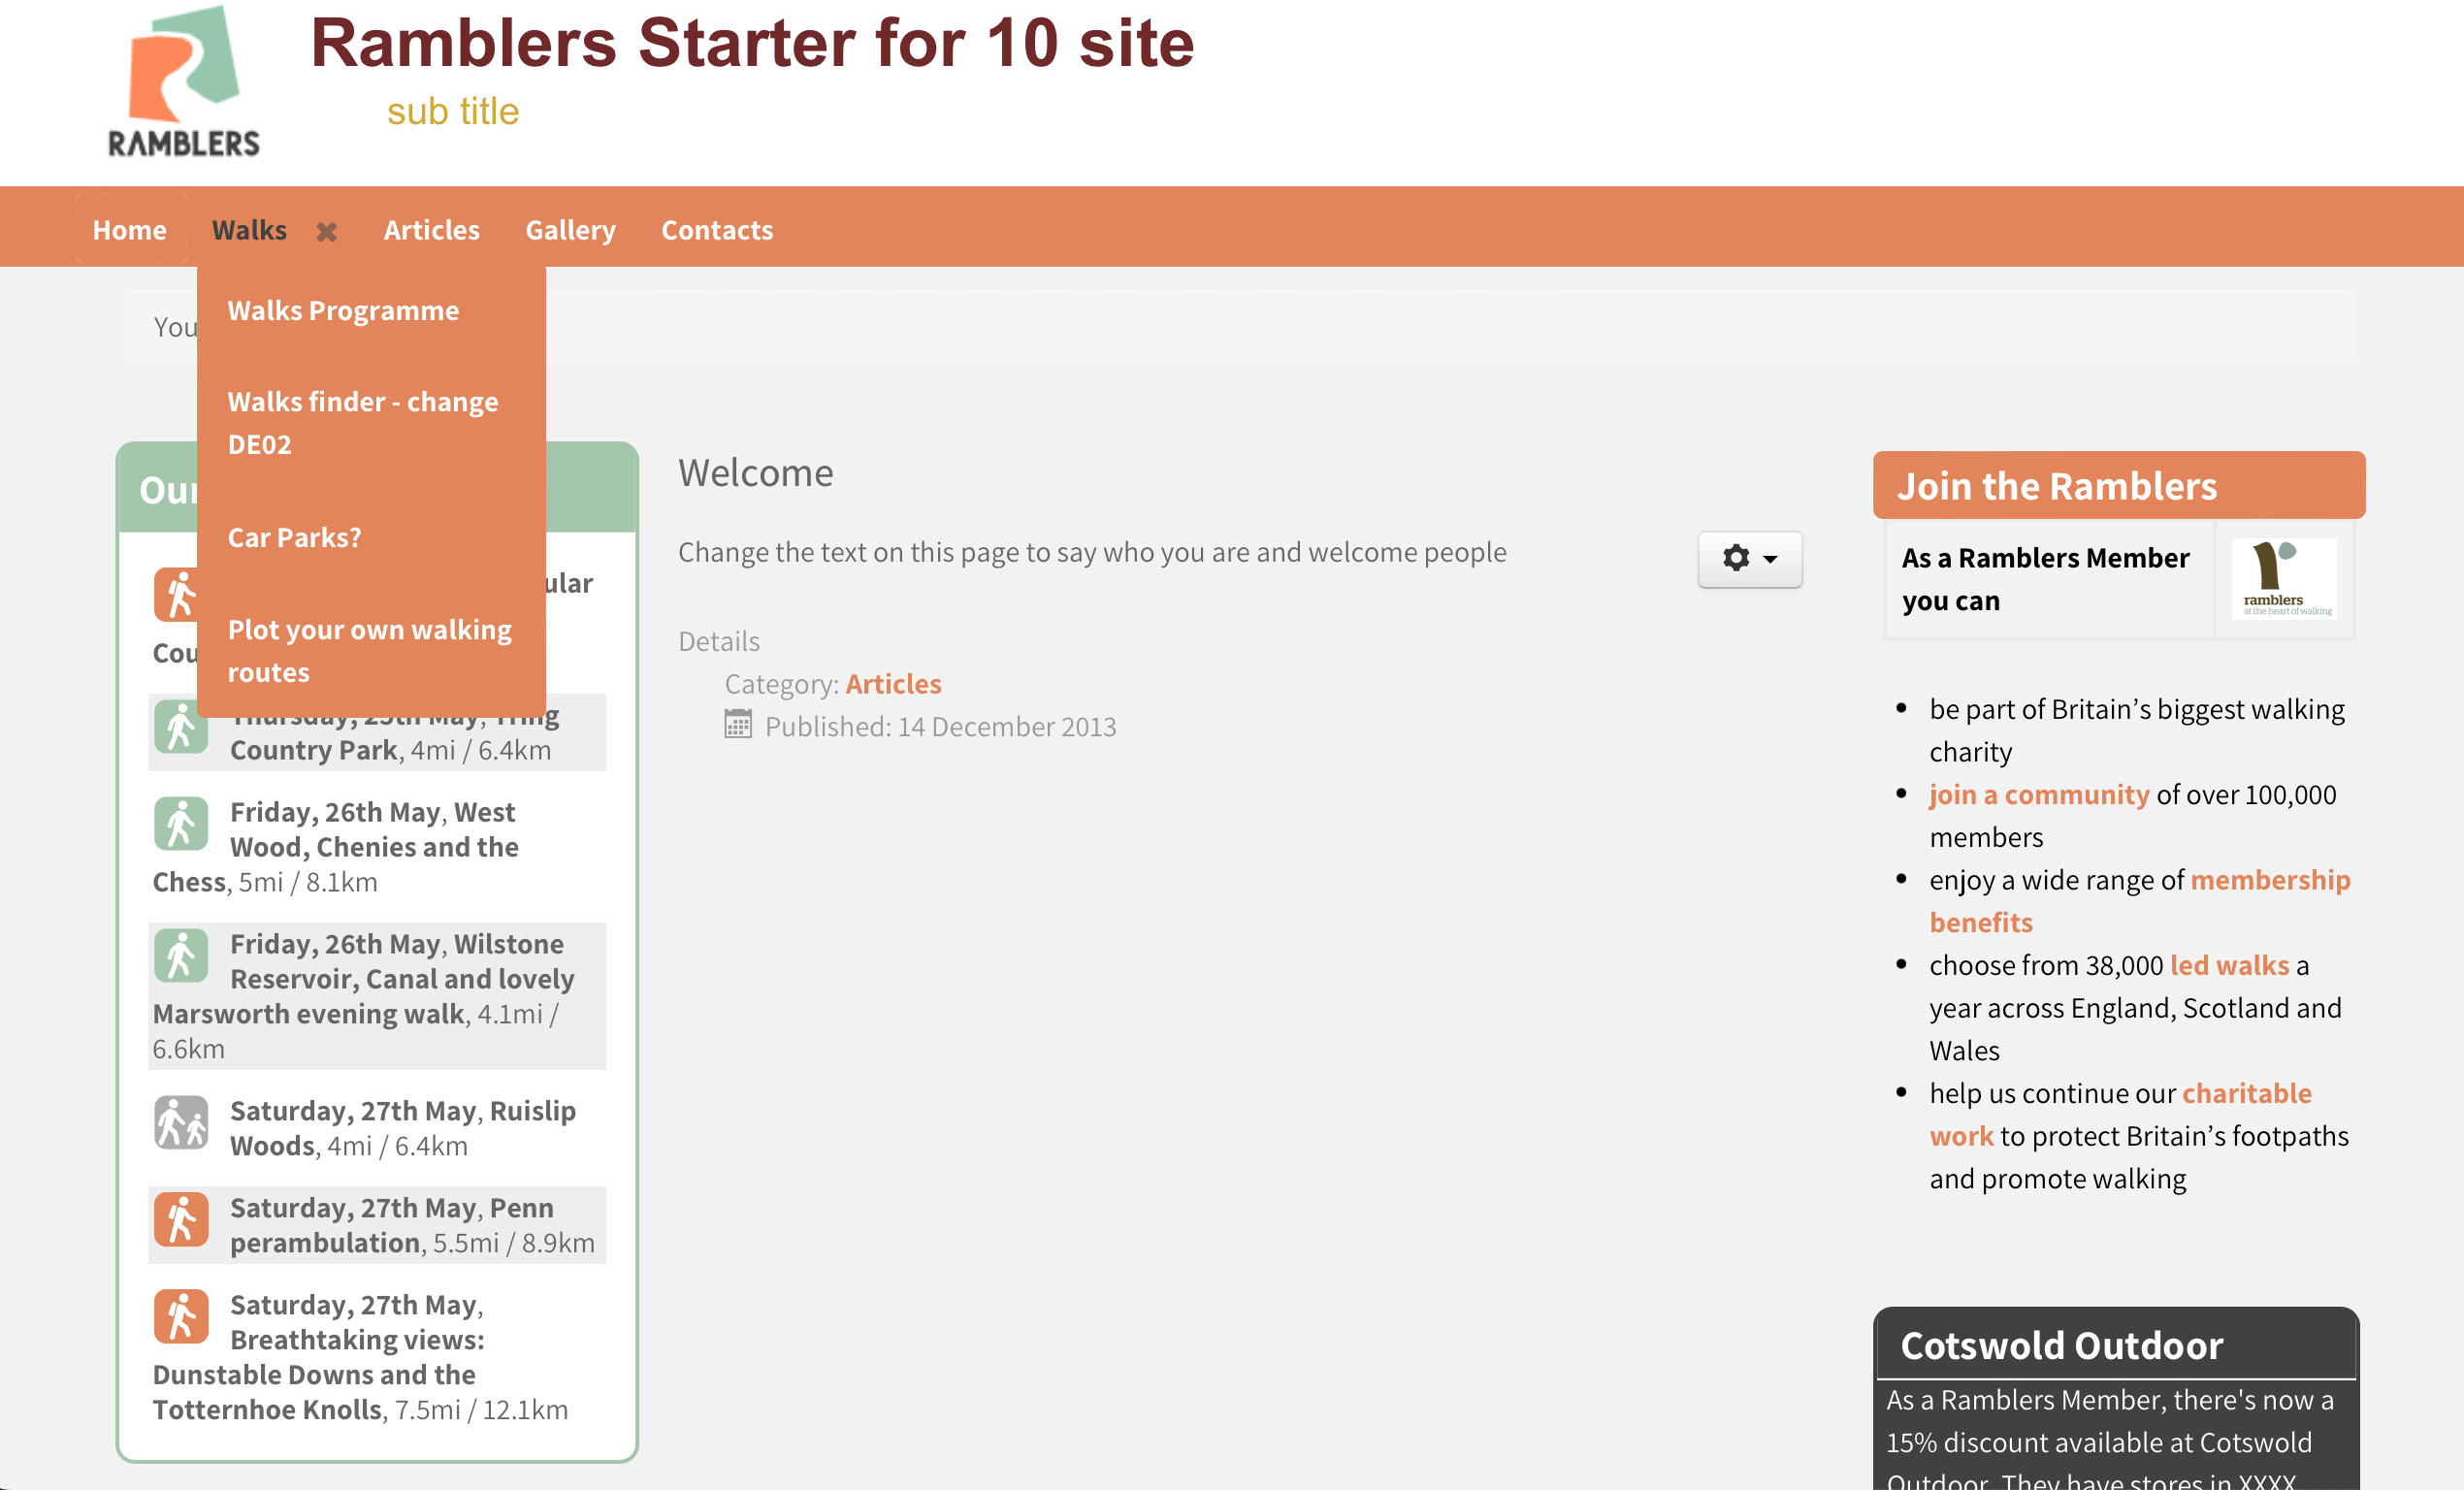 Ramblers Starter for 10 site
sub title
RAMBLERS
Home Walks Articles Gallery Contacts
Walks Programme
You
Walks finder - change
DE02
Car Parks?
Plot your own walking
routes
Our
ular
Cou
Thursday, 25th May, Tring
Country Park, 4mi / 6.4km
Friday, 26th May, West
Wood, Chenies and the
Chess, 5mi / 8.1km
Friday, 26th May, Wilstone
Reservoir, Canal and lovely
Marsworth evening walk, 4.1mi /
6.6km
Saturday, 27th May, Ruislip
Woods, 4mi / 6.4km
Saturday, 27th May, Penn
perambulation, 5.5mi / 8.9km
Saturday, 27th May,
Breathtaking views:
Dunstable Downs and the
Totternhoe Knolls, 7.5mi / 12.1km
Welcome
Change the text on this page to say who you are and welcome people
Details
Category: Articles
Published: 14 December 2013
Join the Ramblers
As a Ramblers Member
you can
ramblers
at the heart of walking
be part of Britain’s biggest walking
charity
join a community of over 100,000
members
enjoy a wide range of membership
benefits
choose from 38,000 led walks a
year across England, Scotland and
Wales
help us continue our charitable
work to protect Britain’s footpaths
and promote walking
Cotswold Outdoor
As a Ramblers Member, there's now a
15% discount available at Cotswold
Outdoor. They have stores in XXXX